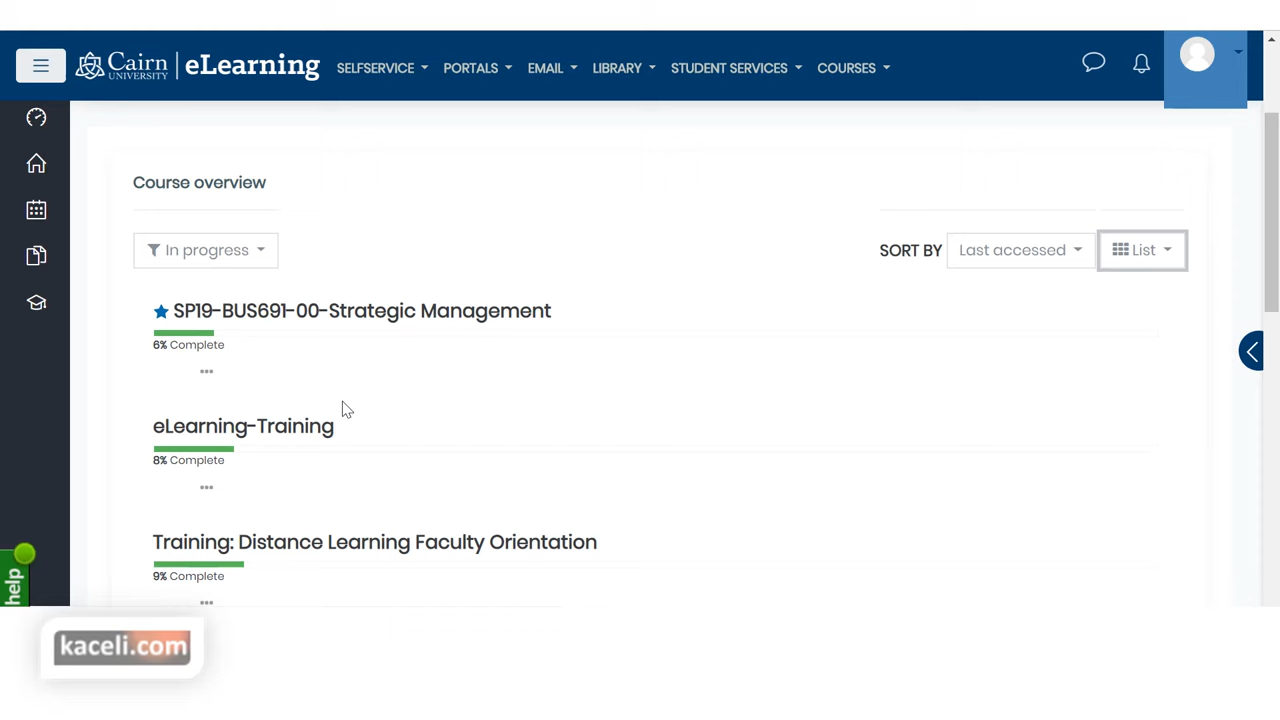 Cairn UNIVERSITY eLearning SELFSERVICE PORTALS EMAIL LIBRARY STUDENT SERVICES COURSES
Course overview
In progress SORT BY Last accessed List
SP19-BUS691-00-Strategic Management
6% Complete
eLearning-Training
8% Complete
Training: Distance Learning Faculty Orientation
9% Complete
help
kaceli.com